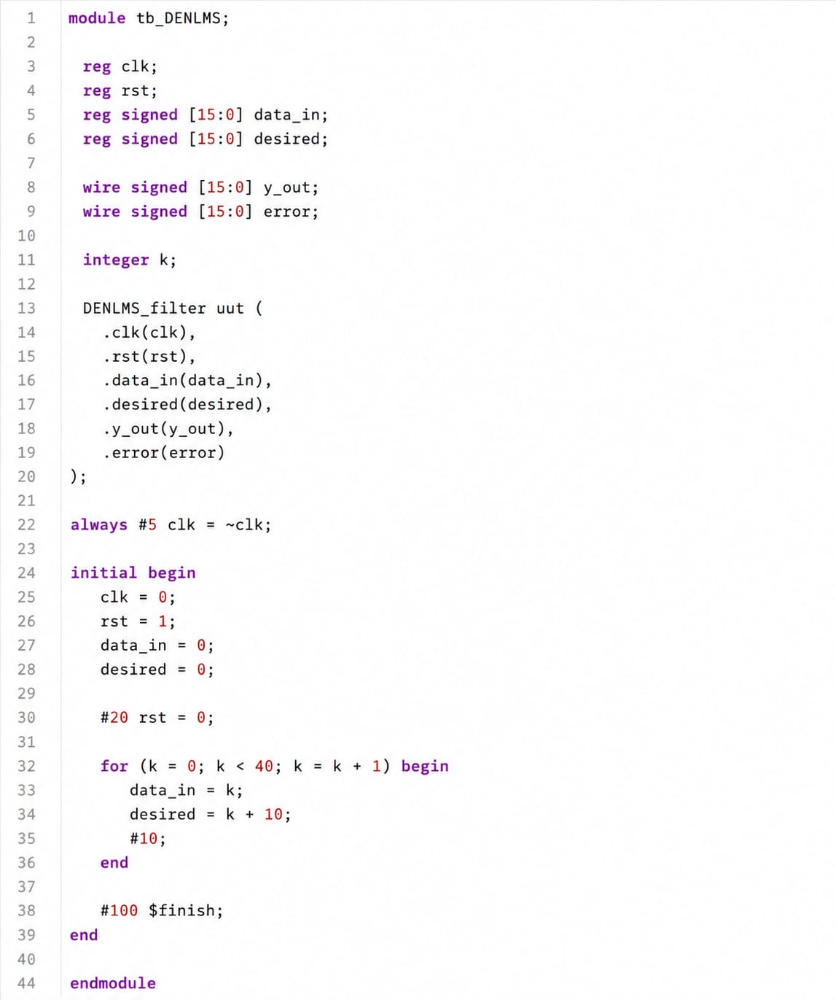 1 module tb_DENLMS;
2
3 reg clk;
4 reg rst;
5 reg signed [15:0] data_in;
6 reg signed [15:0] desired;
7
8 wire signed [15:0] y_out;
9 wire signed [15:0] error;
10
11 integer k;
12
13 DENLMS_filter uut (
14 .clk(clk),
15 .rst(rst),
16 .data_in(data_in),
17 .desired(desired),
18 .y_out(y_out),
19 .error(error)
20 );
21
22 always #5 clk = ~clk;
23
24 initial begin
25 clk = 0;
26 rst = 1;
27 data_in = 0;
28 desired = 0;
29
30 #20 rst = 0;
31
32 for (k = 0; k < 40; k = k + 1) begin
33 data_in = k;
34 desired = k + 10;
35 #10;
36 end
37
38 #100 $finish;
39 end
40
44 endmodule